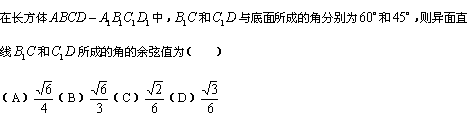 在长方体ABCD-A₁B₁C₁D₁中，B₁C和C₁D与底面所成的角分别为60°和45°，则异面直
线B₁C和C₁D所成的角的余弦值为（ ）
（A）√6/4（B）√6/3（C）√2/6（D）√3/6